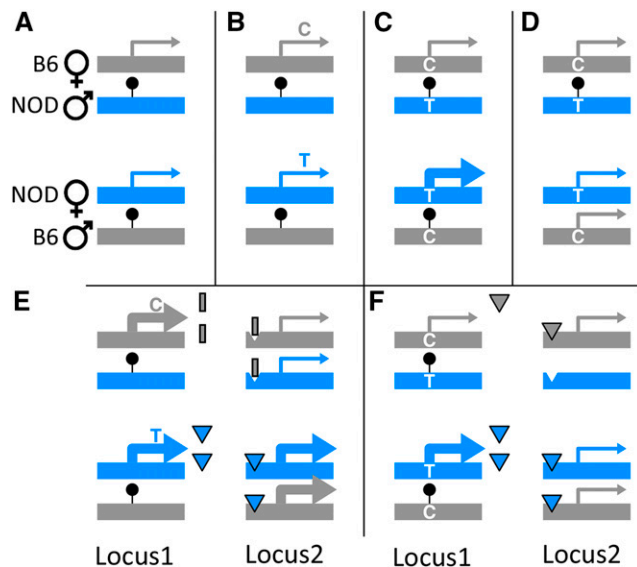 A B C D
C
B6 ♀ C C
NOD ♂ T T
T
NOD ♀ T T
B6 ♂ C C
E F
C
C
T
T
T
C
Locus1 Locus2 Locus1 Locus2